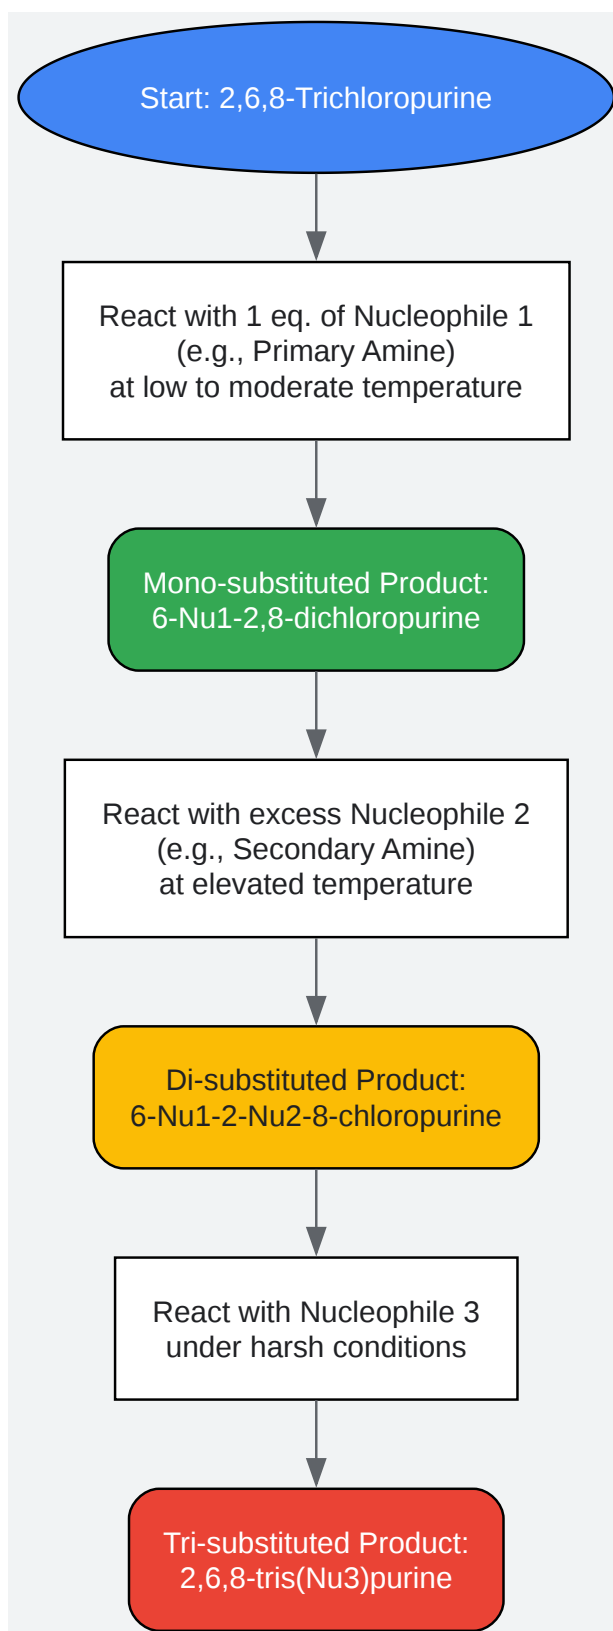 Start: 2,6,8-Trichloropurine
React with 1 eq. of Nucleophile 1
(e.g., Primary Amine)
at low to moderate temperature
Mono-substituted Product:
6-Nu1-2,8-dichloropurine
React with excess Nucleophile 2
(e.g., Secondary Amine)
at elevated temperature
Di-substituted Product:
6-Nu1-2-Nu2-8-chloropurine
React with Nucleophile 3
under harsh conditions
Tri-substituted Product:
2,6,8-tris(Nu3)purine